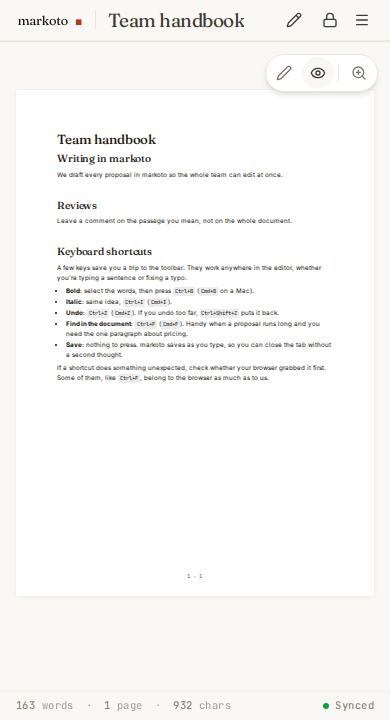 markoto
Team handbook
Team handbook
Writing in markoto
We draft every proposal in markoto so the whole team can edit at once.
Reviews
Leave a comment on the passage you mean, not on the whole document.
Keyboard shortcuts
A few keys save you a trip to the toolbar. They work anywhere in the editor, whether
you're typing a sentence or fixing a typo.
• Bold: select the words, then press Ctrl+B (Cmd+B on a Mac).
• Italic: same idea, Ctrl+I (Cmd+I).
• Undo: Ctrl+Z (Cmd+Z). If you undo too far, Ctrl+Shift+Z puts it back.
• Find in the document: Ctrl+F (Cmd+F). Handy when a proposal runs long and you
need the one paragraph about pricing.
• Save: nothing to press. markoto saves as you type, so you can close the tab without
a second thought.
If a shortcut does something unexpected, check whether your browser grabbed it first.
Some of them, like Ctrl+F, belong to the browser as much as to us.
1 - 1
163 words · 1 page · 932 chars
Synced